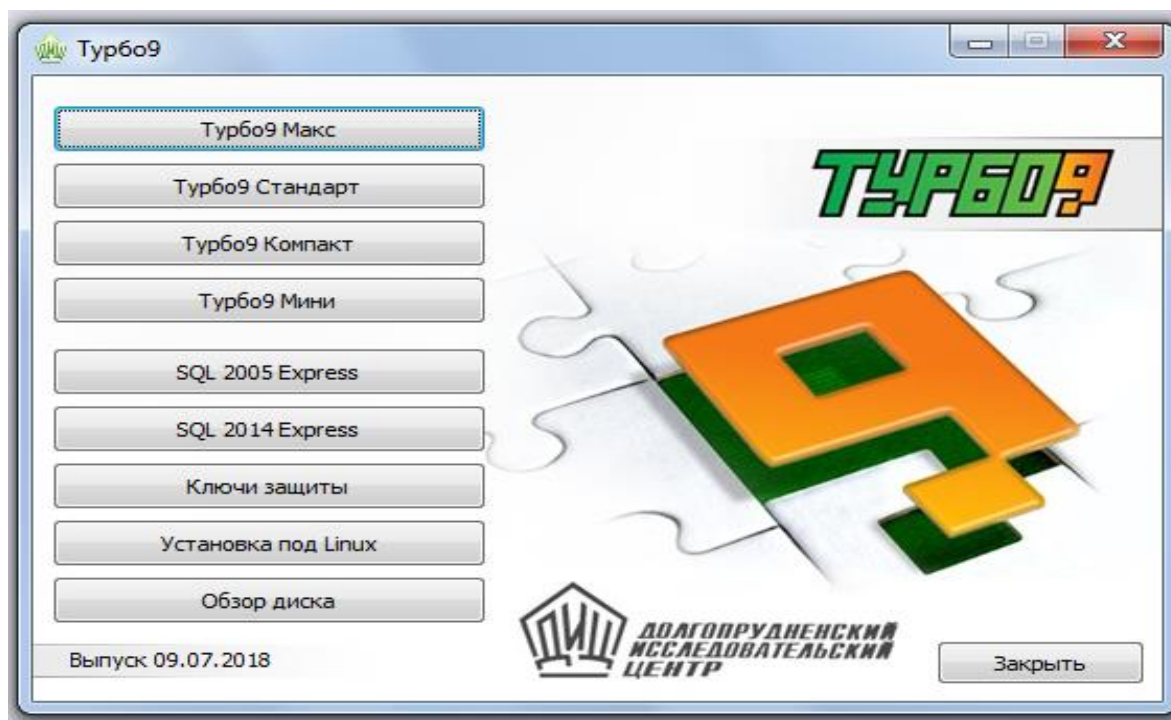 Турбо9
Турбо9 Макс
Турбо9 Стандарт
Турбо9 Компакт
Турбо9 Мини
SQL 2005 Express
SQL 2014 Express
Ключи защиты
Установка под Linux
Обзор диска
Выпуск 09.07.2018
ТУРБО9
ДИЦ
ДОЛГОПРУДНЕНСКИЙ
ИССЛЕДОВАТЕЛЬСКИЙ
ЦЕНТР
Закрыть